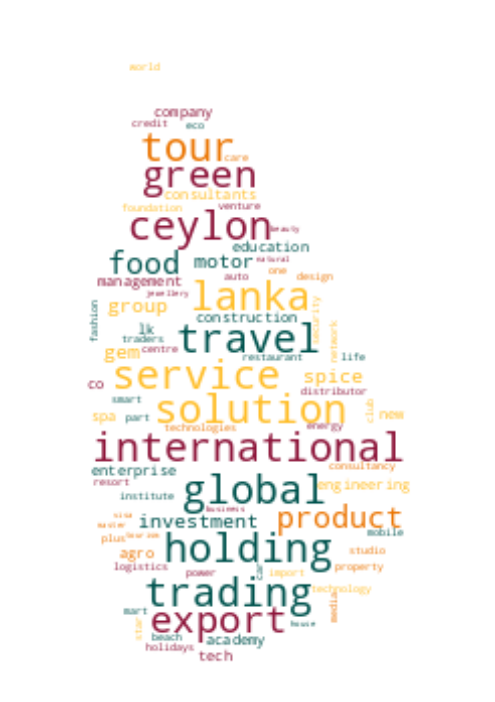 world
company
credit eco
tour care
green
consultants
foundation venture
ceylon beauty
education
food motor natural
auto one design
management
jewellery
lanka
group
fashion
construction
security
lk
traders
travel
network
centre
gem
restaurant life
service
spice
co
distributor
smart
solution
club
spa part new
technologies energy
international
consultancy
enterprise
resort
global
engineering
institute
business
visa
investment
product
master
mobile
plus tourism
holding
agro studio
logistics
property
power car import
trading
technology
mart
export
media
star
house
beach academy
holidays
tech